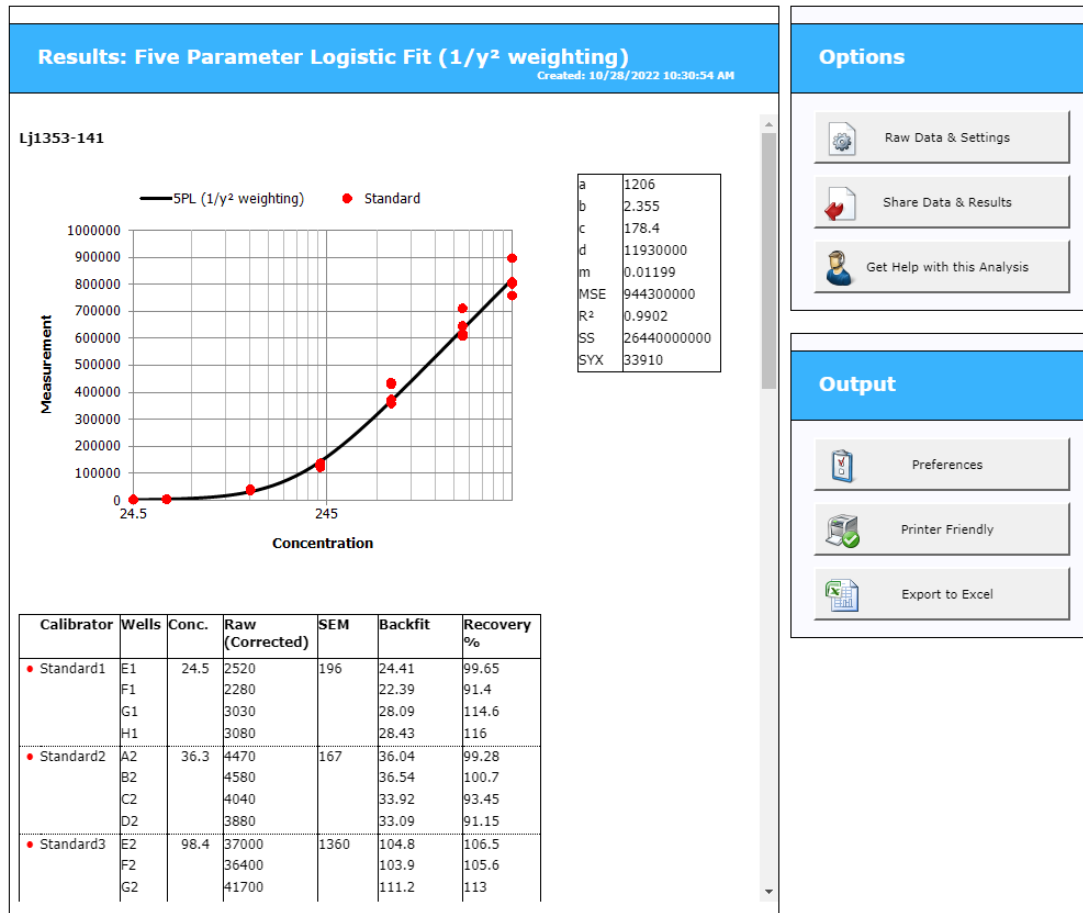 Results: Five Parameter Logistic Fit (1/y² weighting)
Created: 10/28/2022 10:30:54 AM
Lj1353-141
5PL (1/y² weighting) Standard
1000000
900000
800000
700000
600000
500000
400000
300000
200000
100000
0
24.5 245
Measurement
Concentration
a 1206
b 2.355
c 178.4
d 11930000
m 0.01199
MSE 944300000
R² 0.9902
SS 26440000000
SYX 33910
Calibrator Wells Conc. Raw (Corrected) SEM Backfit Recovery %
Standard1 E1 24.5 2520 196 24.41 99.65
F1 2280 22.39 91.4
G1 3030 28.09 114.6
H1 3080 28.43 116
Standard2 A2 36.3 4470 167 36.04 99.28
B2 4580 36.54 100.7
C2 4040 33.92 93.45
D2 3880 33.09 91.15
Standard3 E2 98.4 37000 1360 104.8 106.5
F2 36400 103.9 105.6
G2 41700 111.2 113
Options
Raw Data & Settings
Share Data & Results
Get Help with this Analysis
Output
Preferences
Printer Friendly
Export to Excel